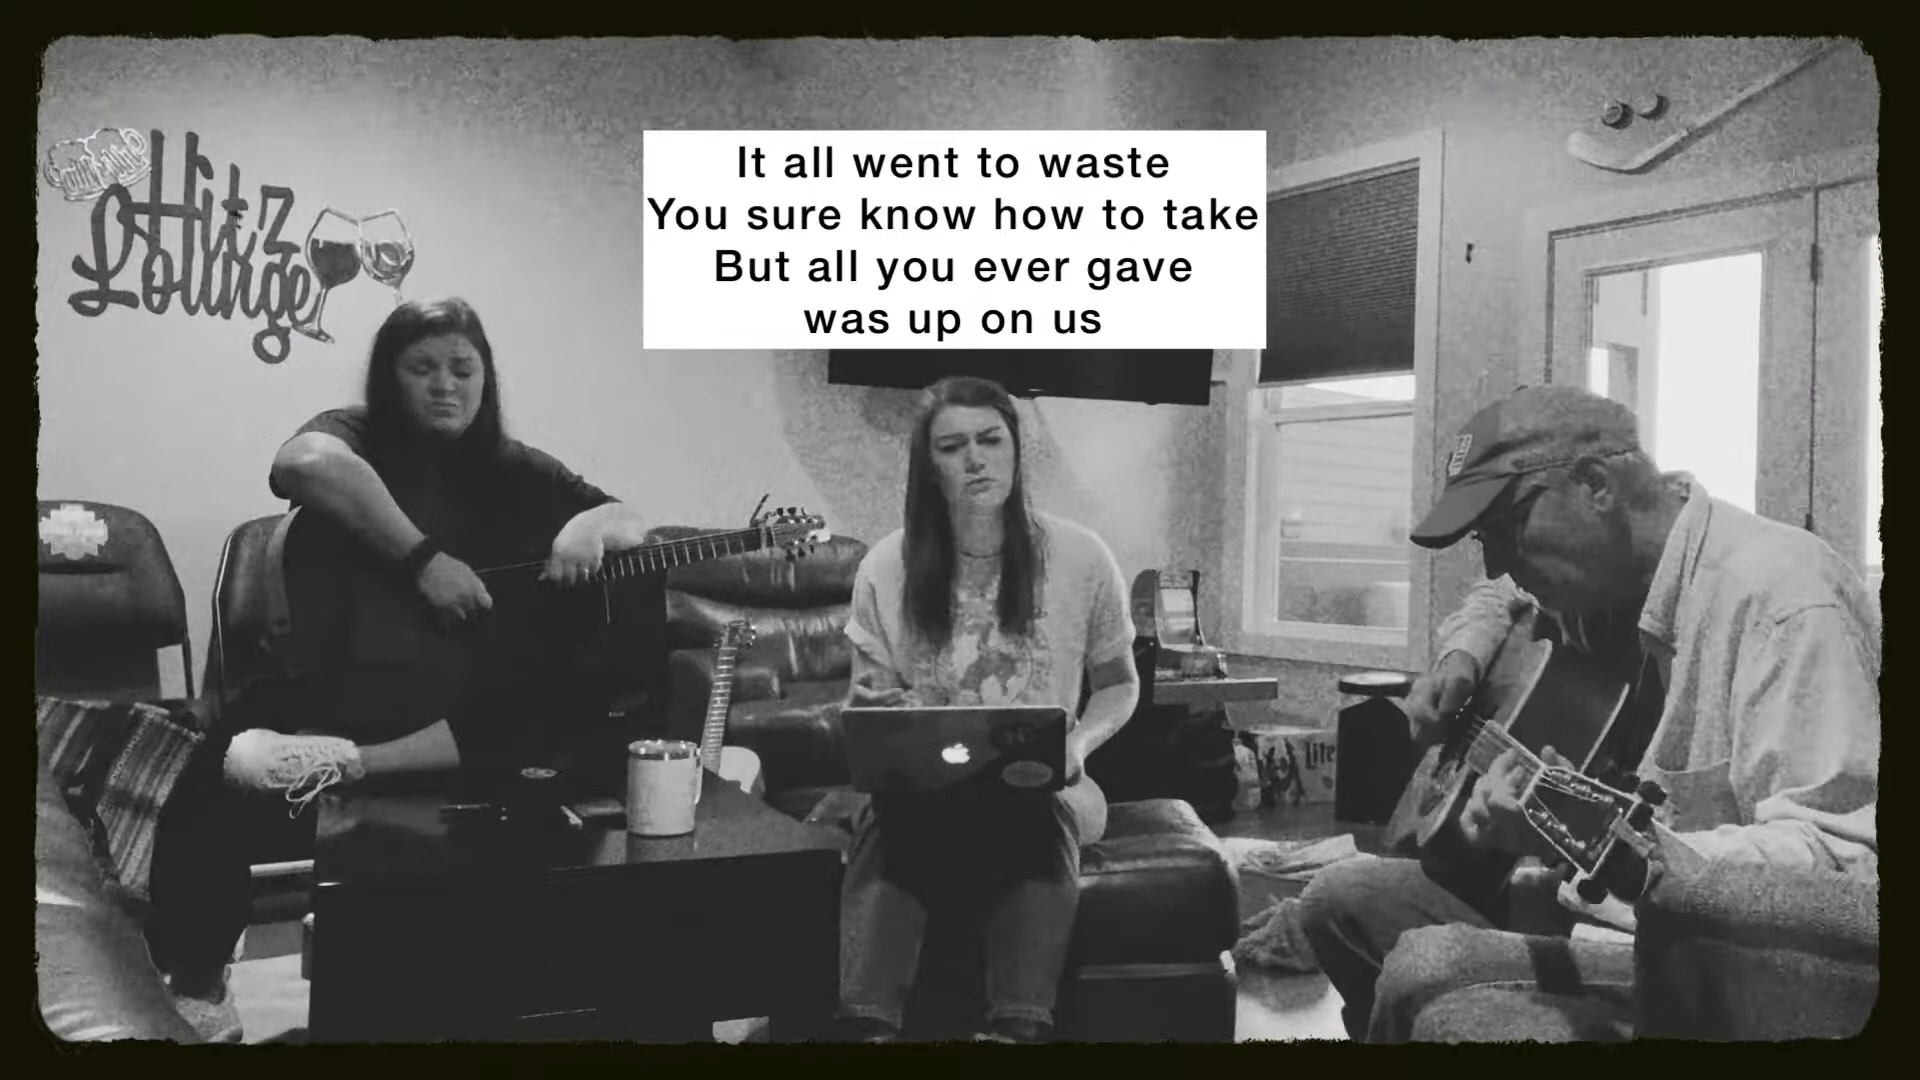 It all went to waste
You sure know how to take
But all you ever gave
was up on us
Hitz
Lounge
Lite